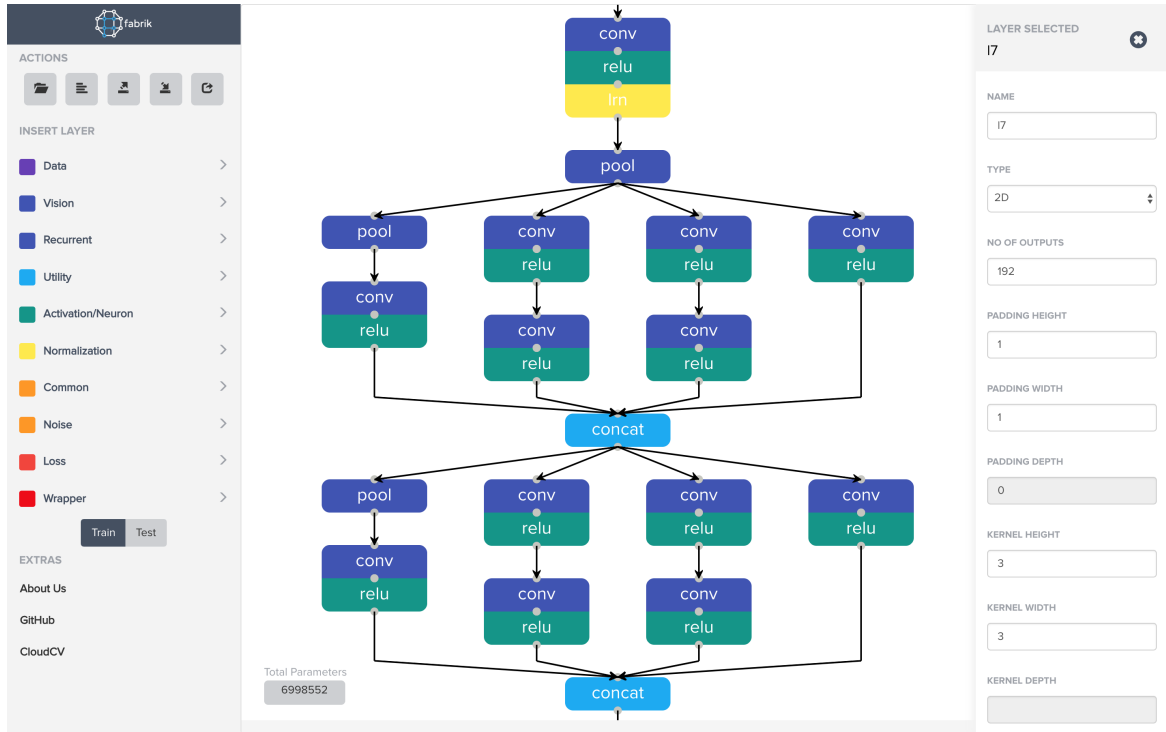 fabrik
ACTIONS
INSERT LAYER
Data
Vision
Recurrent
Utility
Activation/Neuron
Normalization
Common
Noise
Loss
Wrapper
Train Test
EXTRAS
About Us
GitHub
CloudCV
conv
relu
lrn
pool
pool conv conv conv
relu relu relu
conv
relu
conv conv
relu relu
concat
pool conv conv conv
relu relu relu
conv
relu
conv conv
relu relu
concat
Total Parameters
6998552
LAYER SELECTED
l7
NAME
l7
TYPE
2D
NO OF OUTPUTS
192
PADDING HEIGHT
1
PADDING WIDTH
1
PADDING DEPTH
0
KERNEL HEIGHT
3
KERNEL WIDTH
3
KERNEL DEPTH